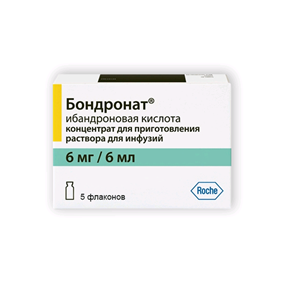 Бондронат®
ибандроновая кислота
концентрат для приготовления
раствора для инфузий
6 мг / 6 мл
5 флаконов
Roche